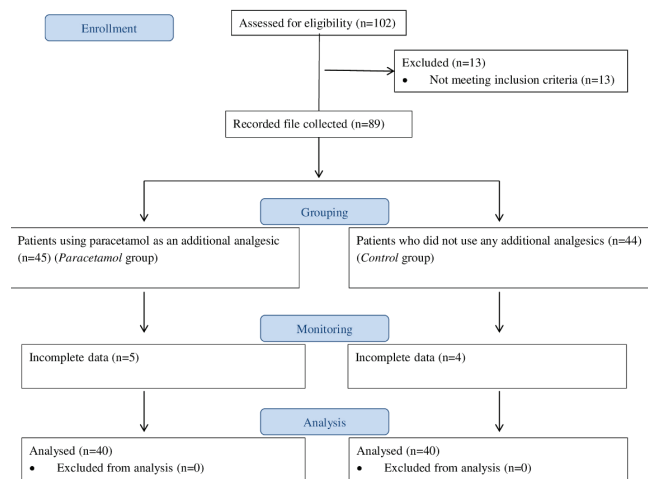 Enrollment
Assessed for eligibility (n=102)
Excluded (n=13)
• Not meeting inclusion criteria (n=13)
Recorded file collected (n=89)
Grouping
Patients using paracetamol as an additional analgesic
(n=45) (Paracetamol group)
Patients who did not use any additional analgesics (n=44)
(Control group)
Monitoring
Incomplete data (n=5)
Incomplete data (n=4)
Analysis
Analysed (n=40)
• Excluded from analysis (n=0)
Analysed (n=40)
• Excluded from analysis (n=0)